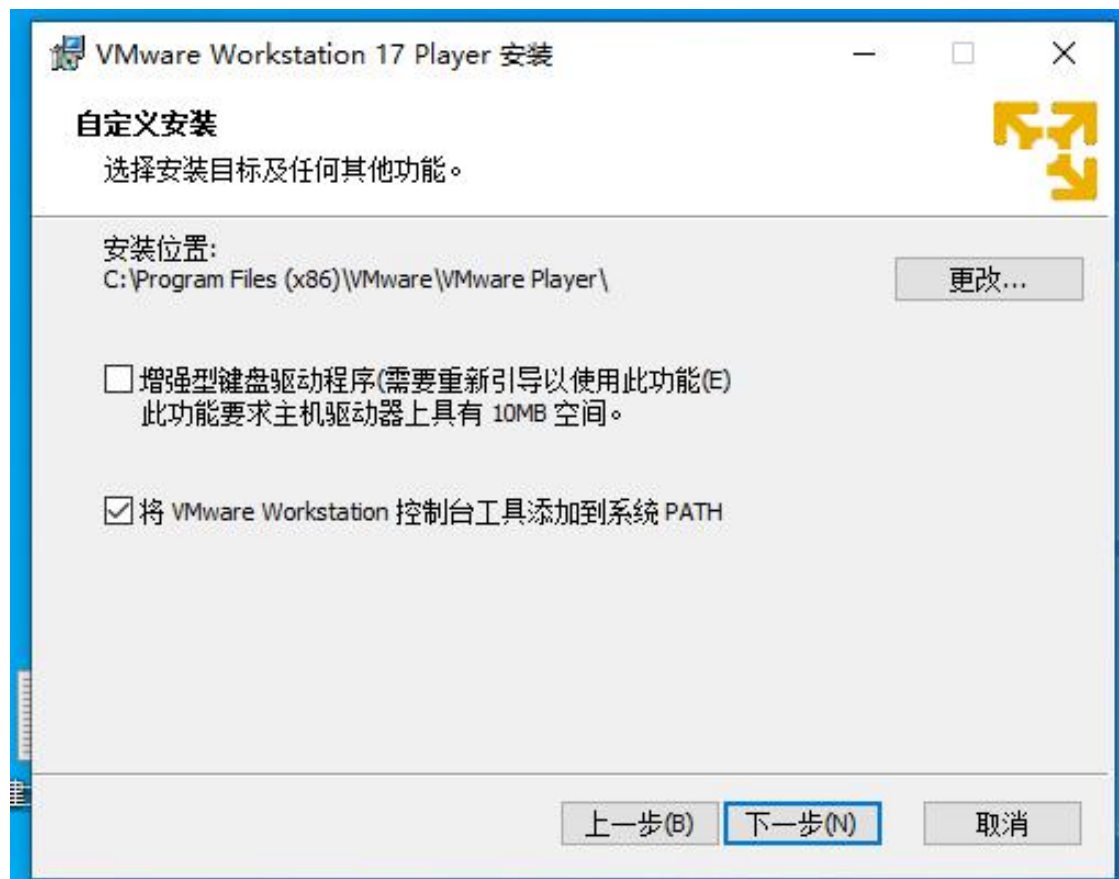 VMware Workstation 17 Player 安装
自定义安装
选择安装目标及任何其他功能。
安装位置:
C:\Program Files (x86)\VMware\VMware Player\
更改...
增强型键盘驱动程序(需要重新引导以使用此功能(E)
此功能要求主机驱动器上具有 10MB 空间。
将 VMware Workstation 控制台工具添加到系统 PATH
上一步(B) 下一步(N) 取消